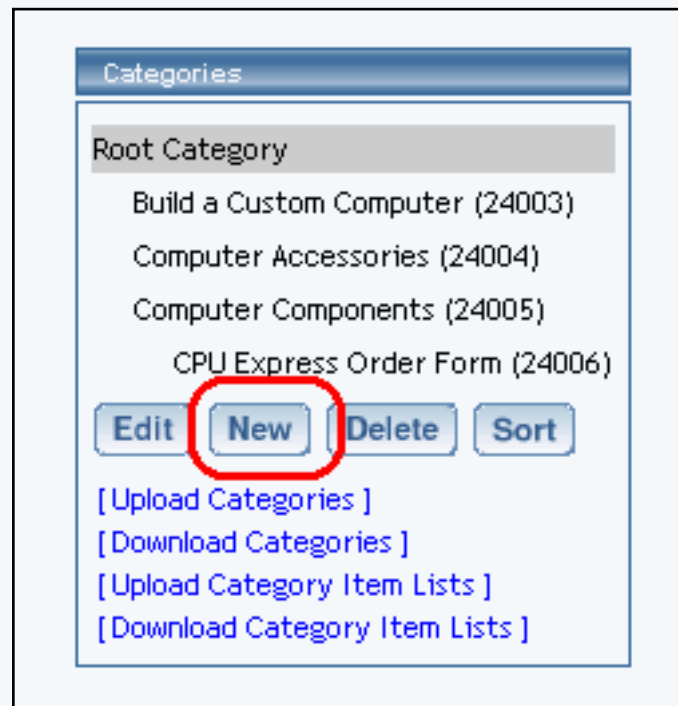 Categories
Root Category
Build a Custom Computer (24003)
Computer Accessories (24004)
Computer Components (24005)
CPU Express Order Form (24006)
Edit New Delete Sort
[Upload Categories ]
[Download Categories ]
[Upload Category Item Lists ]
[Download Category Item Lists ]